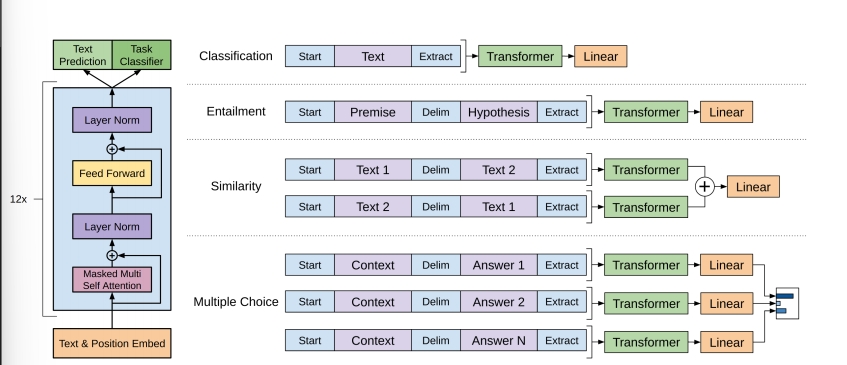 Text
Prediction
Task
Classifier
Layer Norm
Feed Forward
12x
Layer Norm
Masked Multi
Self Attention
Text & Position Embed
Classification Start Text Extract Transformer Linear
Entailment Start Premise Delim Hypothesis Extract Transformer Linear
Start Text 1 Delim Text 2 Extract Transformer
Similarity + Linear
Start Text 2 Delim Text 1 Extract Transformer
Start Context Delim Answer 1 Extract Transformer Linear
Multiple Choice Start Context Delim Answer 2 Extract Transformer Linear
Start Context Delim Answer N Extract Transformer Linear